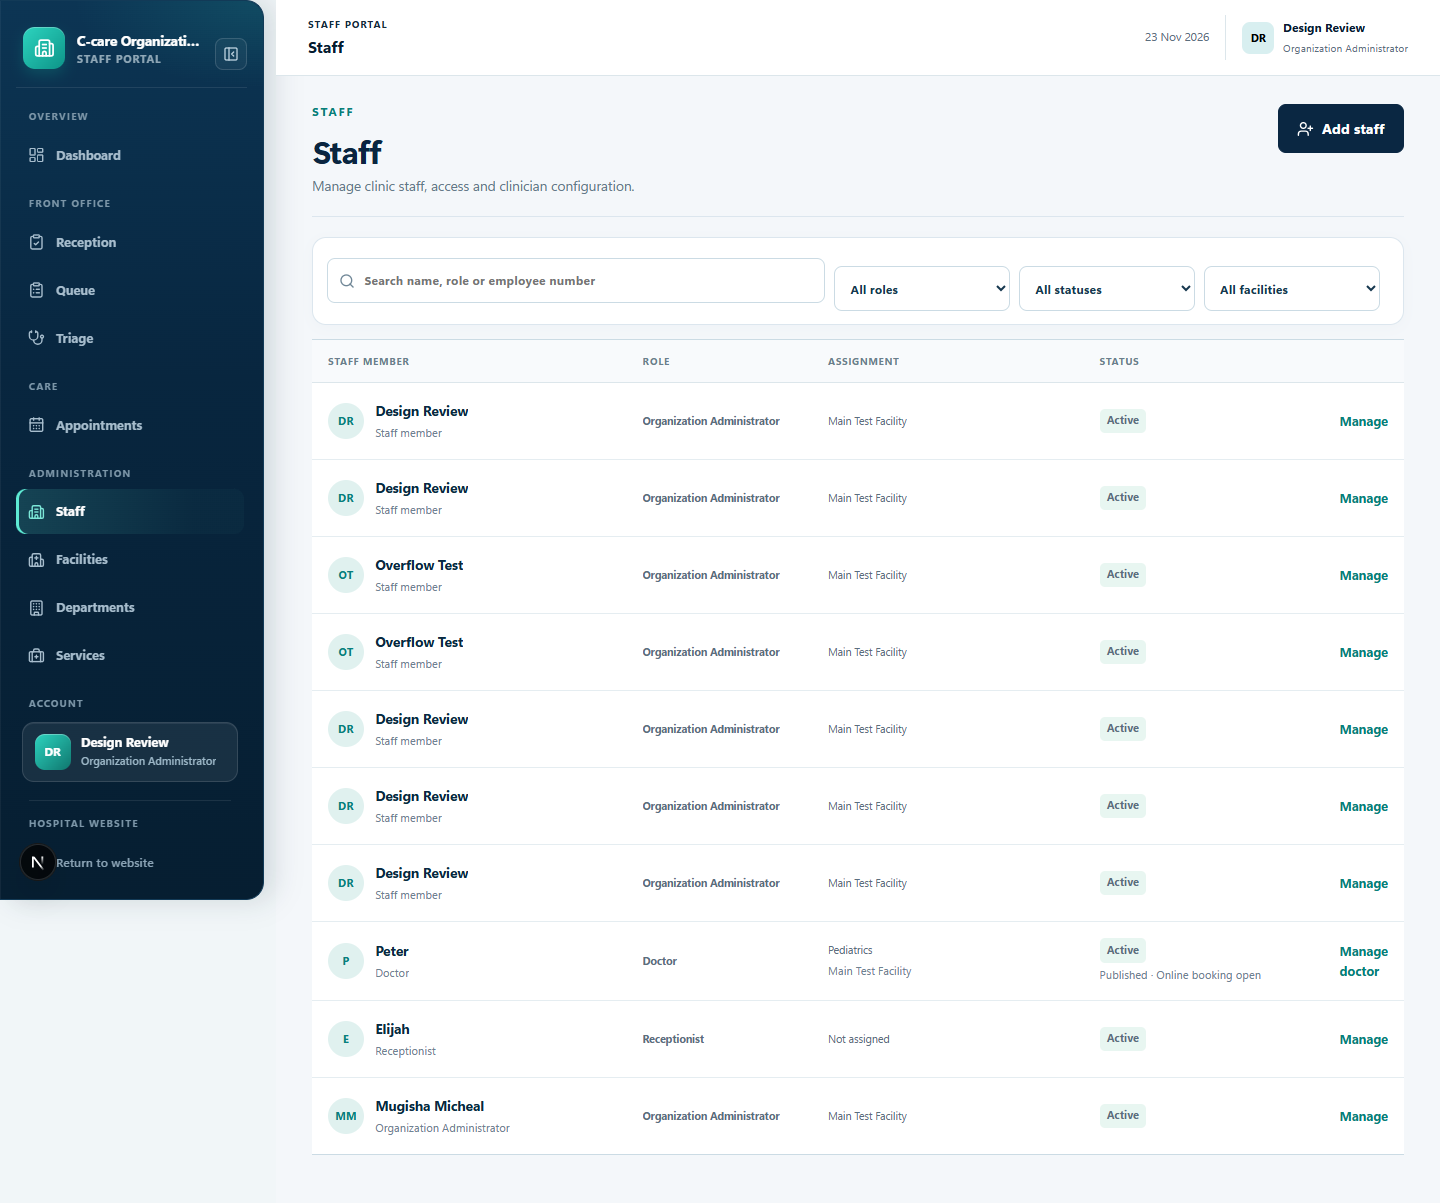 C-care Organizati...
STAFF PORTAL
OVERVIEW
Dashboard
FRONT OFFICE
Reception
Queue
Triage
CARE
Appointments
ADMINISTRATION
Staff
Facilities
Departments
Services
ACCOUNT
DR
Design Review
Organization Administrator
HOSPITAL WEBSITE
N
Return to website
STAFF PORTAL
Staff
23 Nov 2026
DR
Design Review
Organization Administrator
STAFF
Staff
Manage clinic staff, access and clinician configuration.
Add staff
Search name, role or employee number
All roles
All statuses
All facilities
STAFF MEMBER ROLE ASSIGNMENT STATUS
DR Design Review Organization Administrator Main Test Facility Active Manage
Staff member
DR Design Review Organization Administrator Main Test Facility Active Manage
Staff member
OT Overflow Test Organization Administrator Main Test Facility Active Manage
Staff member
OT Overflow Test Organization Administrator Main Test Facility Active Manage
Staff member
DR Design Review Organization Administrator Main Test Facility Active Manage
Staff member
DR Design Review Organization Administrator Main Test Facility Active Manage
Staff member
DR Design Review Organization Administrator Main Test Facility Active Manage
Staff member
P Peter Doctor Pediatrics Active Manage
Doctor Main Test Facility Published · Online booking open doctor
E Elijah Receptionist Not assigned Active Manage
Receptionist
MM Mugisha Micheal Organization Administrator Main Test Facility Active Manage
Organization Administrator